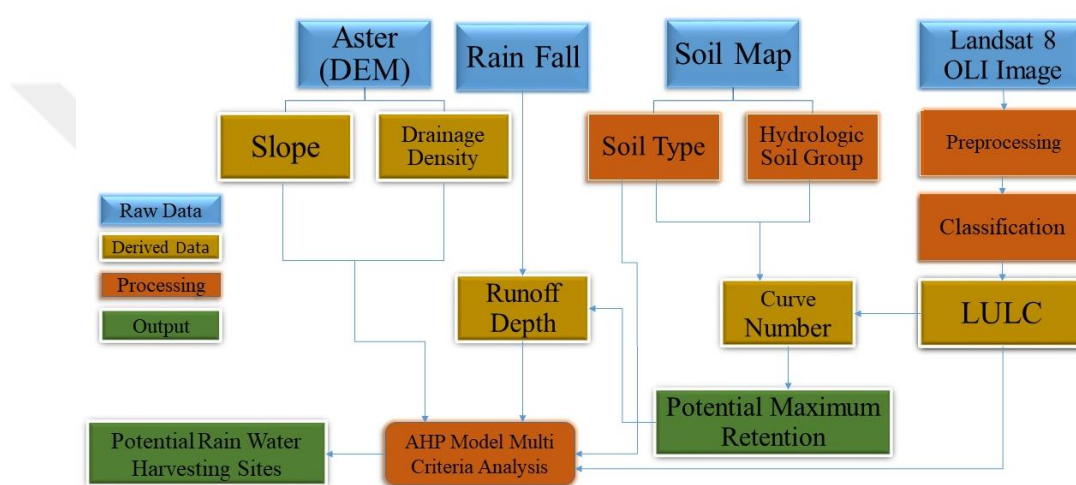 Aster
(DEM)
Rain Fall
Soil Map
Landsat 8
OLI Image
Slope
Drainage
Density
Soil Type
Hydrologic
Soil Group
Preprocessing
Raw Data
Derived Data
Processing
Output
Classification
Runoff
Depth
Curve
Number
LULC
Potential Maximum
Retention
Potential Rain Water
Harvesting Sites
AHP Model Multi
Criteria Analysis